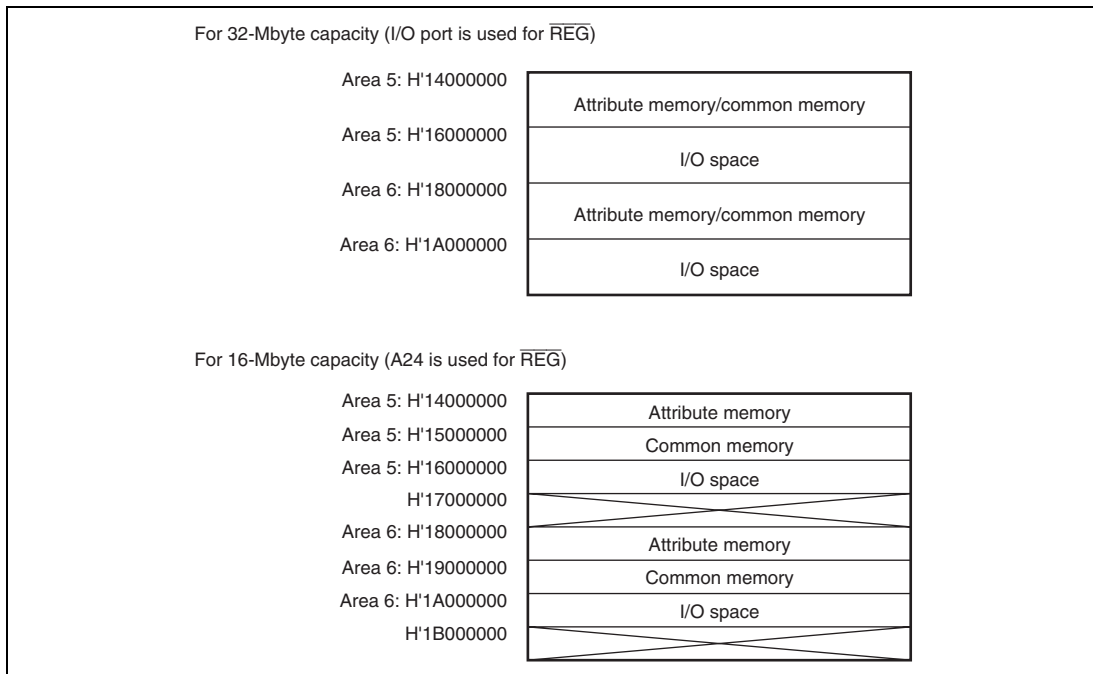 For 32-Mbyte capacity (I/O port is used for R̅E̅G̅)
Area 5: H'14000000
Attribute memory/common memory
Area 5: H'16000000
I/O space
Area 6: H'18000000
Attribute memory/common memory
Area 6: H'1A000000
I/O space
For 16-Mbyte capacity (A24 is used for R̅E̅G̅)
Area 5: H'14000000
Attribute memory
Area 5: H'15000000
Common memory
Area 5: H'16000000
I/O space
H'17000000
Area 6: H'18000000
Attribute memory
Area 6: H'19000000
Common memory
Area 6: H'1A000000
I/O space
H'1B000000